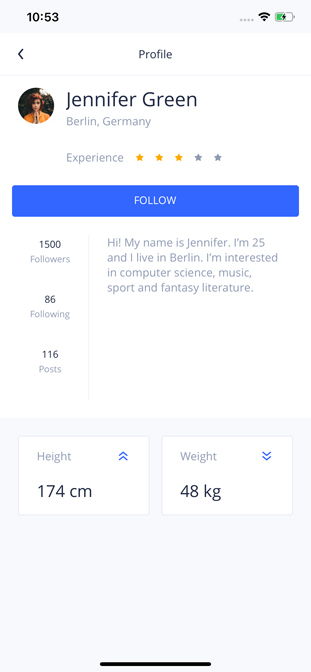 10:53
Profile
Jennifer Green
Berlin, Germany
Experience
FOLLOW
1500
Followers
86
Following
116
Posts
Hi! My name is Jennifer. I'm 25
and I live in Berlin. I'm interested
in computer science, music,
sport and fantasy literature.
Height
174 cm
Weight
48 kg